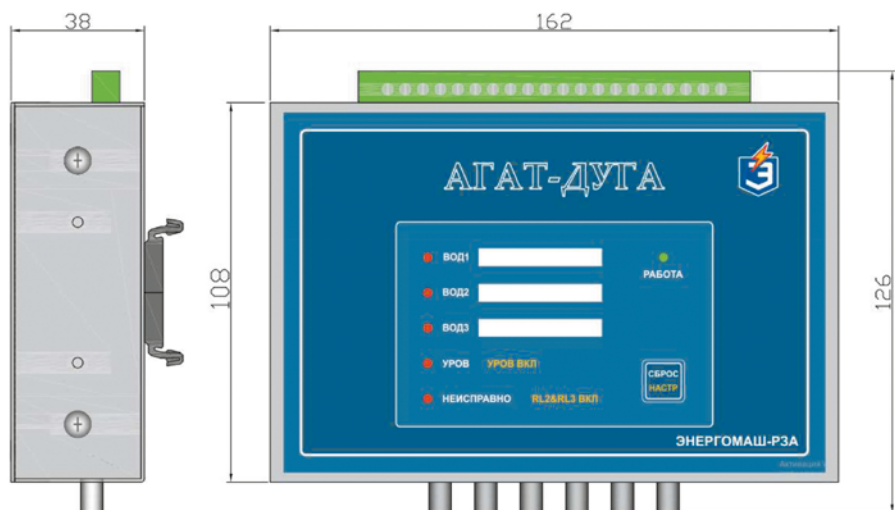 38
162
АГАТ-ДУГА
Э
ВОД1
РАБОТА
ВОД2
108
126
ВОД3
УРОВ УРОВ ВКЛ
СБРОС
НАСТР
НЕИСПРАВНО RL2&RL3 ВКЛ
ЭНЕРГОМАШ-РЗА